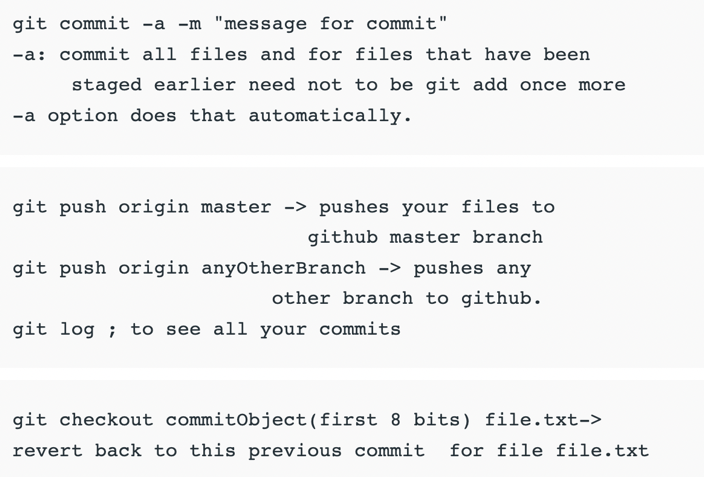 git commit -a -m "message for commit"
-a: commit all files and for files that have been
staged earlier need not to be git add once more
-a option does that automatically.
git push origin master -> pushes your files to
github master branch
git push origin anyOtherBranch -> pushes any
other branch to github.
git log ; to see all your commits
git checkout commitObject(first 8 bits) file.txt->
revert back to this previous commit  for file file.txt